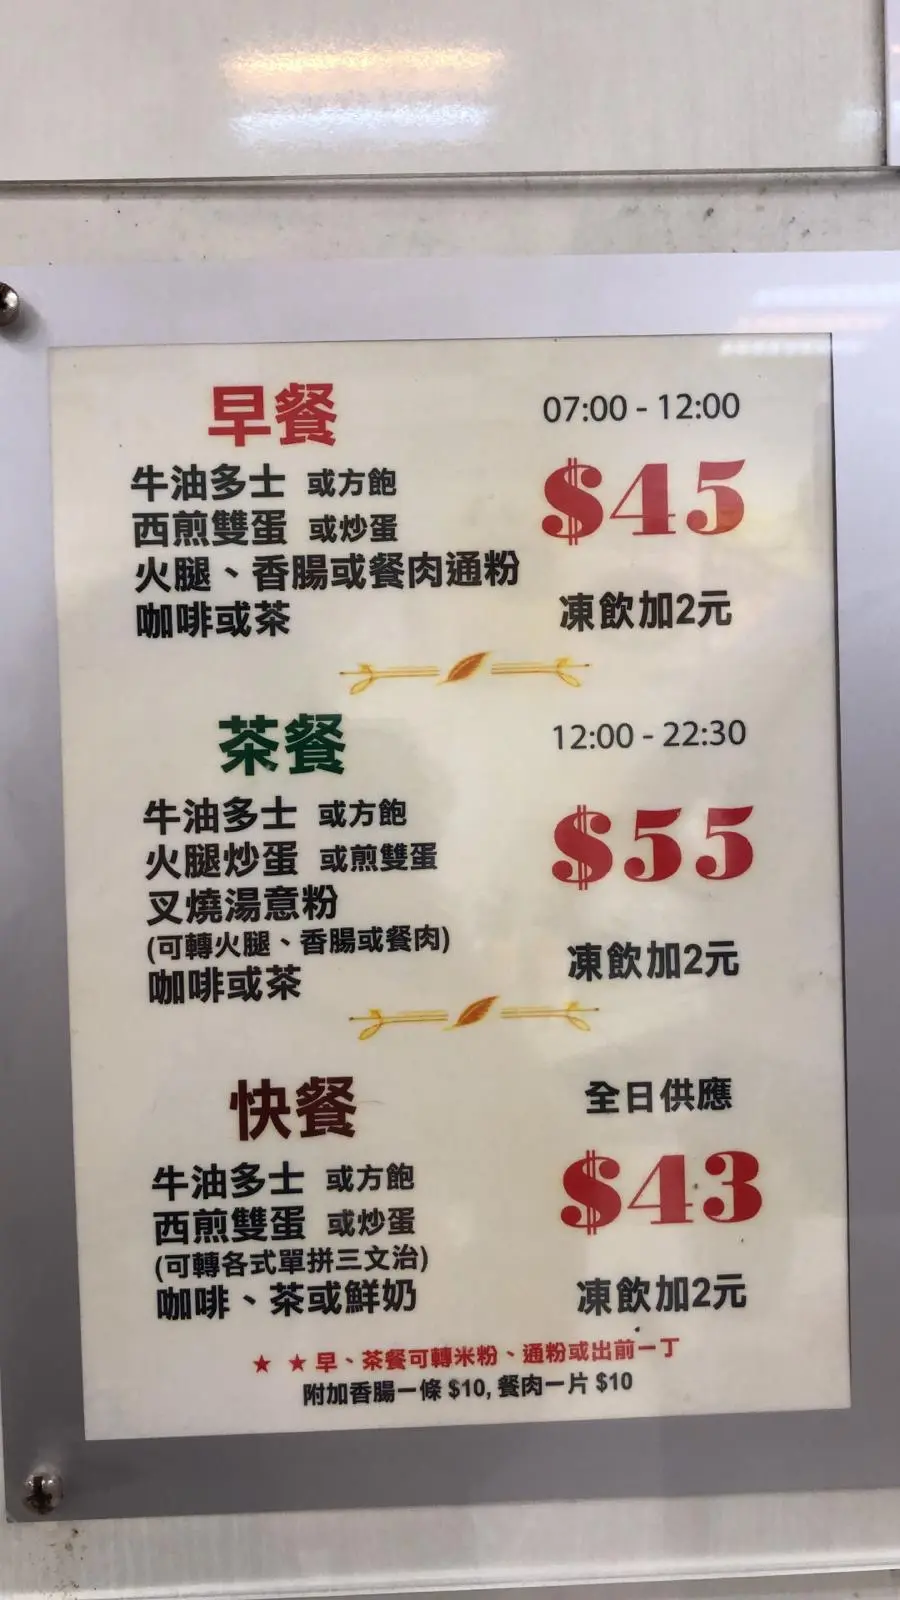 早餐 07:00 - 12:00
牛油多士 或方飽 $45
西煎雙蛋 或炒蛋
火腿、香腸或餐肉通粉
咖啡或茶 凍飲加2元
茶餐 12:00 - 22:30
牛油多士 或方飽 $55
火腿炒蛋 或煎雙蛋
叉燒湯意粉
(可轉火腿、香腸或餐肉)
咖啡或茶 凍飲加2元
快餐 全日供應
牛油多士 或方飽 $43
西煎雙蛋 或炒蛋
(可轉各式單拼三文治)
咖啡、茶或鮮奶 凍飲加2元
★ ★ 早、茶餐可轉米粉、通粉或出前一丁
附加香腸一條 $10, 餐肉一片 $10